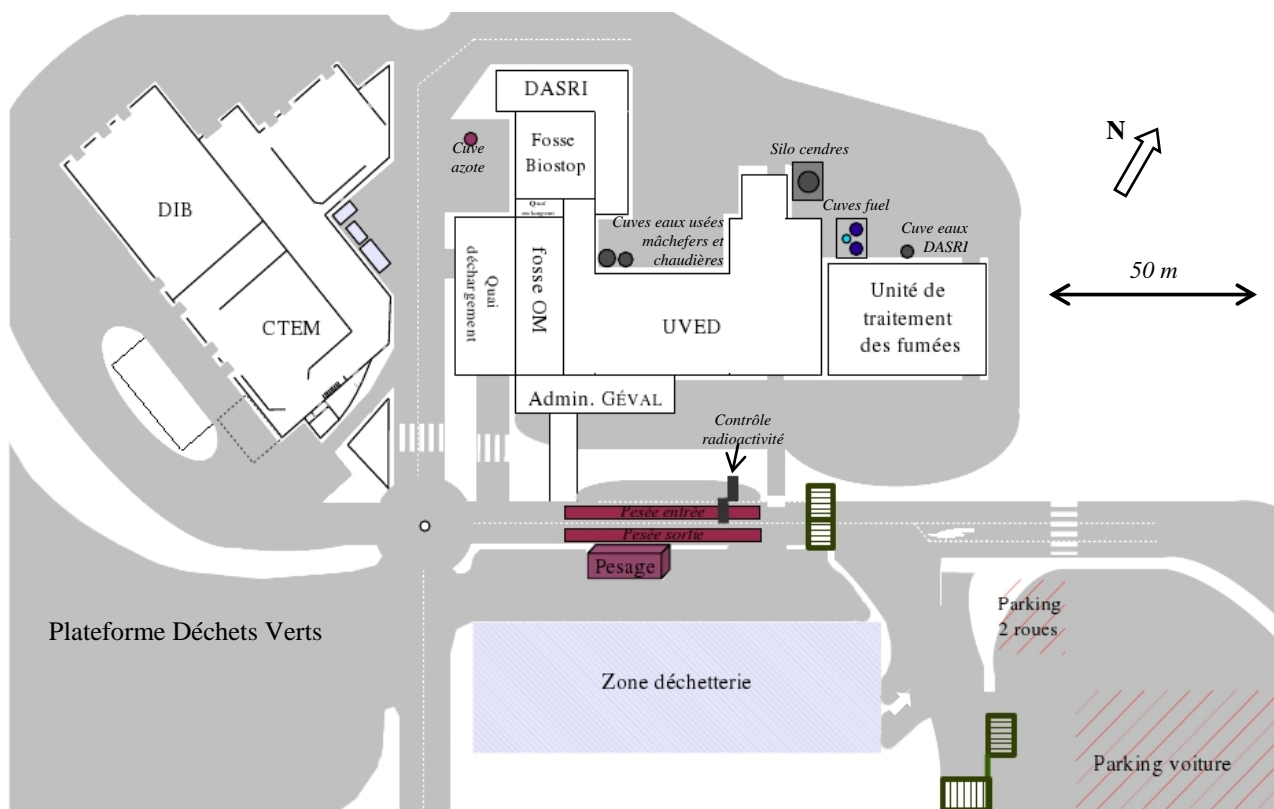 DASRI
N
Cuve
azote
Fosse
Biostop
Silo cendres
DIB
Quai
déchargement
fosse OM
Cuves eaux usées
mâchefers et
chaudières
Cuves fuel
Cuve eaux
DASRI
50 m
CTEM
UVED
Unité de
traitement
des fumées
Admin. GÉVAL
Contrôle
radioactivité
Pesée entrée
Pesée sortie
Pesage
Parking
2 roues
Plateforme Déchets Verts
Zone déchetterie
Parking voiture